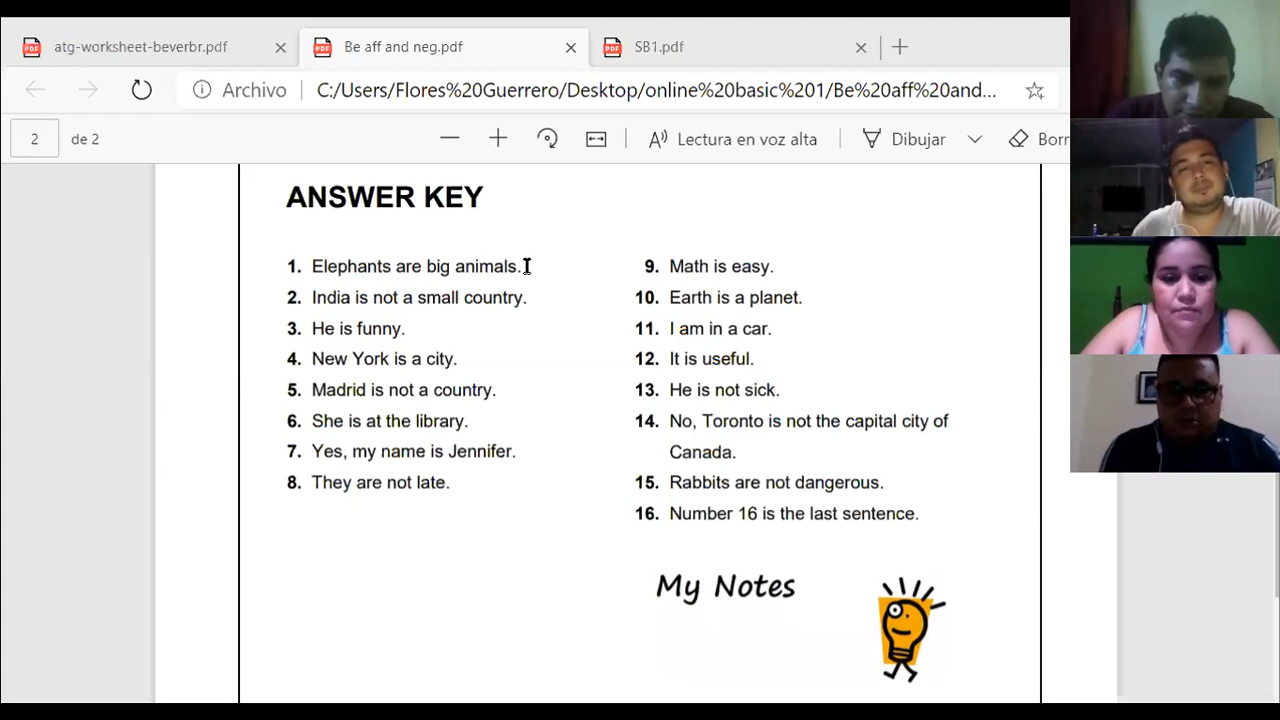 atg-worksheet-beverbr.pdf
Be aff and neg.pdf
SB1.pdf
Archivo
C:/Users/Flores%20Guerrero/Desktop/online%20basic%201/Be%20aff%20and...
2
de 2
Lectura en voz alta
Dibujar
Borr
ANSWER KEY
1. Elephants are big animals.
2. India is not a small country.
3. He is funny.
4. New York is a city.
5. Madrid is not a country.
6. She is at the library.
7. Yes, my name is Jennifer.
8. They are not late.
9. Math is easy.
10. Earth is a planet.
11. I am in a car.
12. It is useful.
13. He is not sick.
14. No, Toronto is not the capital city of
Canada.
15. Rabbits are not dangerous.
16. Number 16 is the last sentence.
My Notes